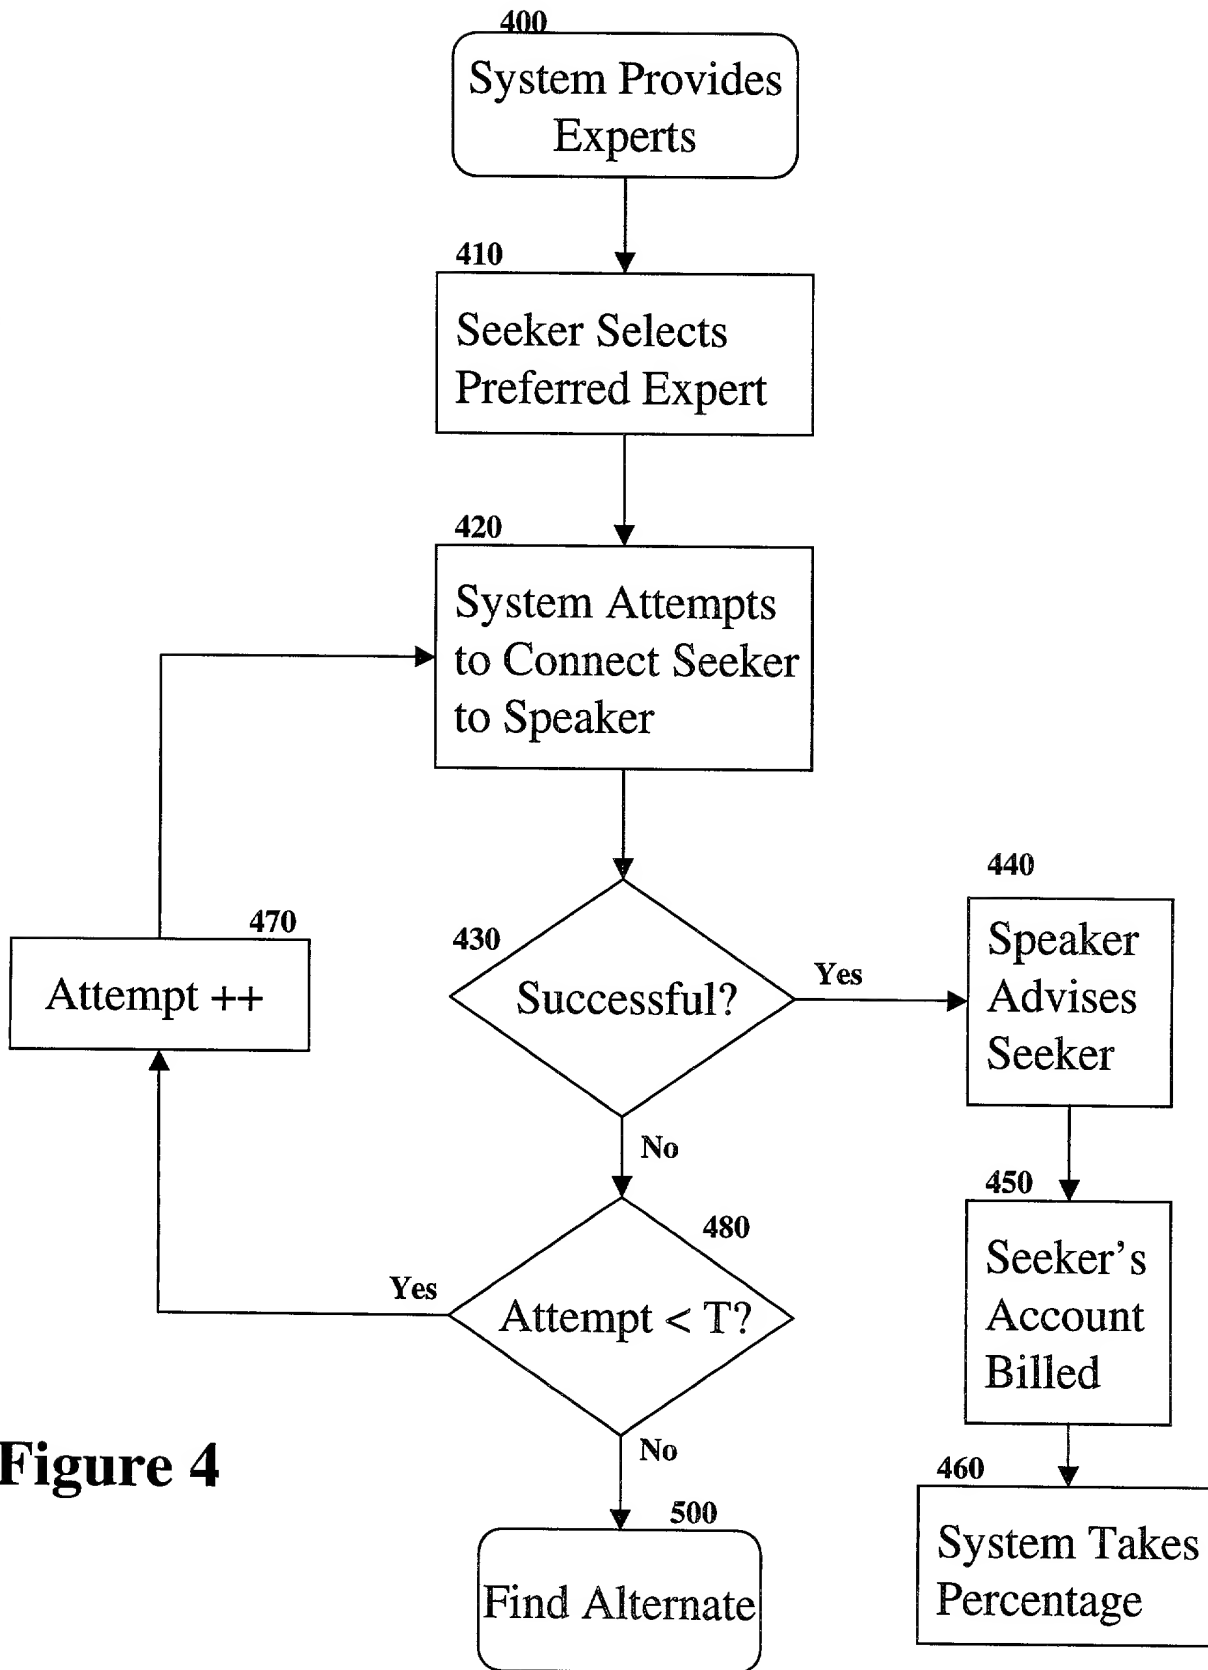 400
System Provides
Experts
410
Seeker Selects
Preferred Expert
420
System Attempts
to Connect Seeker
to Speaker
470
Attempt ++
430
Successful?
Yes
440
Speaker
Advises
Seeker
No
480
Attempt < T?
Yes
450
Seeker's
Account
Billed
No
460
System Takes
Percentage
500
Find Alternate
Figure 4